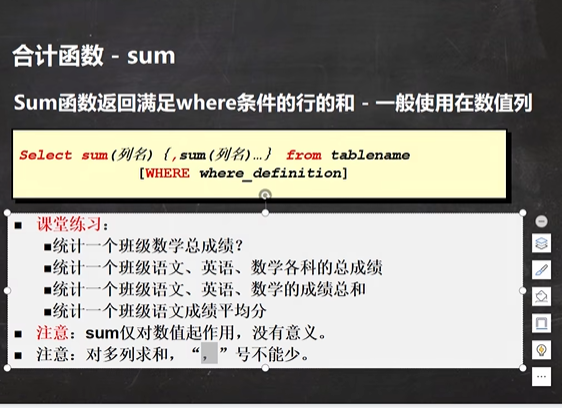 合计函数 - sum
Sum函数返回满足where条件的行的和 - 一般使用在数值列
Select sum(列名)｛,sum(列名)…｝ from tablename
[WHERE where_definition]
■ 课堂练习:
■统计一个班级数学总成绩?
■统计一个班级语文、英语、数学各科的总成绩
■统计一个班级语文、英语、数学的成绩总和
■统计一个班级语文成绩平均分
■ 注意: sum仅对数值起作用，没有意义。
■ 注意: 对多列求和，“，”号不能少。